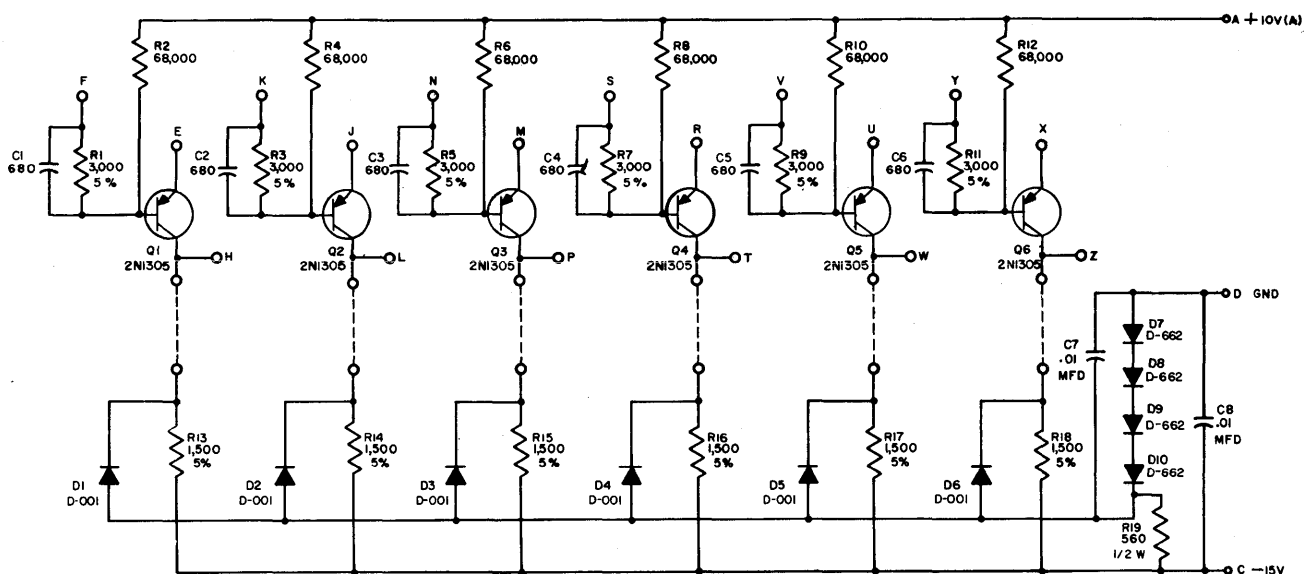 A +10V(A)
R2
68,000
R4
68,000
R6
68,000
R8
68,000
R10
68,000
R12
68,000
F
K
N
S
V
Y
E
J
M
R
U
X
C1
680
R1
3,000
5 %
C2
680
R3
3,000
5 %
C3
680
R5
3,000
5 %
C4
680
R7
3,000
5 %
C5
680
R9
3,000
5 %
C6
680
R11
3,000
5 %
Q1
2N1305
H
Q2
2N1305
L
Q3
2N1305
P
Q4
2N1305
T
Q5
2N1305
W
Q6
2N1305
Z
D GND
C7
.01
MFD
D7
D-662
D8
D-662
D9
D-662
D10
D-662
C8
.01
MFD
R13
1,500
5%
R14
1,500
5%
R15
1,500
5%
R16
1,500
5%
R17
1,500
5%
R18
1,500
5%
D1
D-001
D2
D-001
D3
D-001
D4
D-001
D5
D-001
D6
D-001
R19
560
1/2 W
C -15V